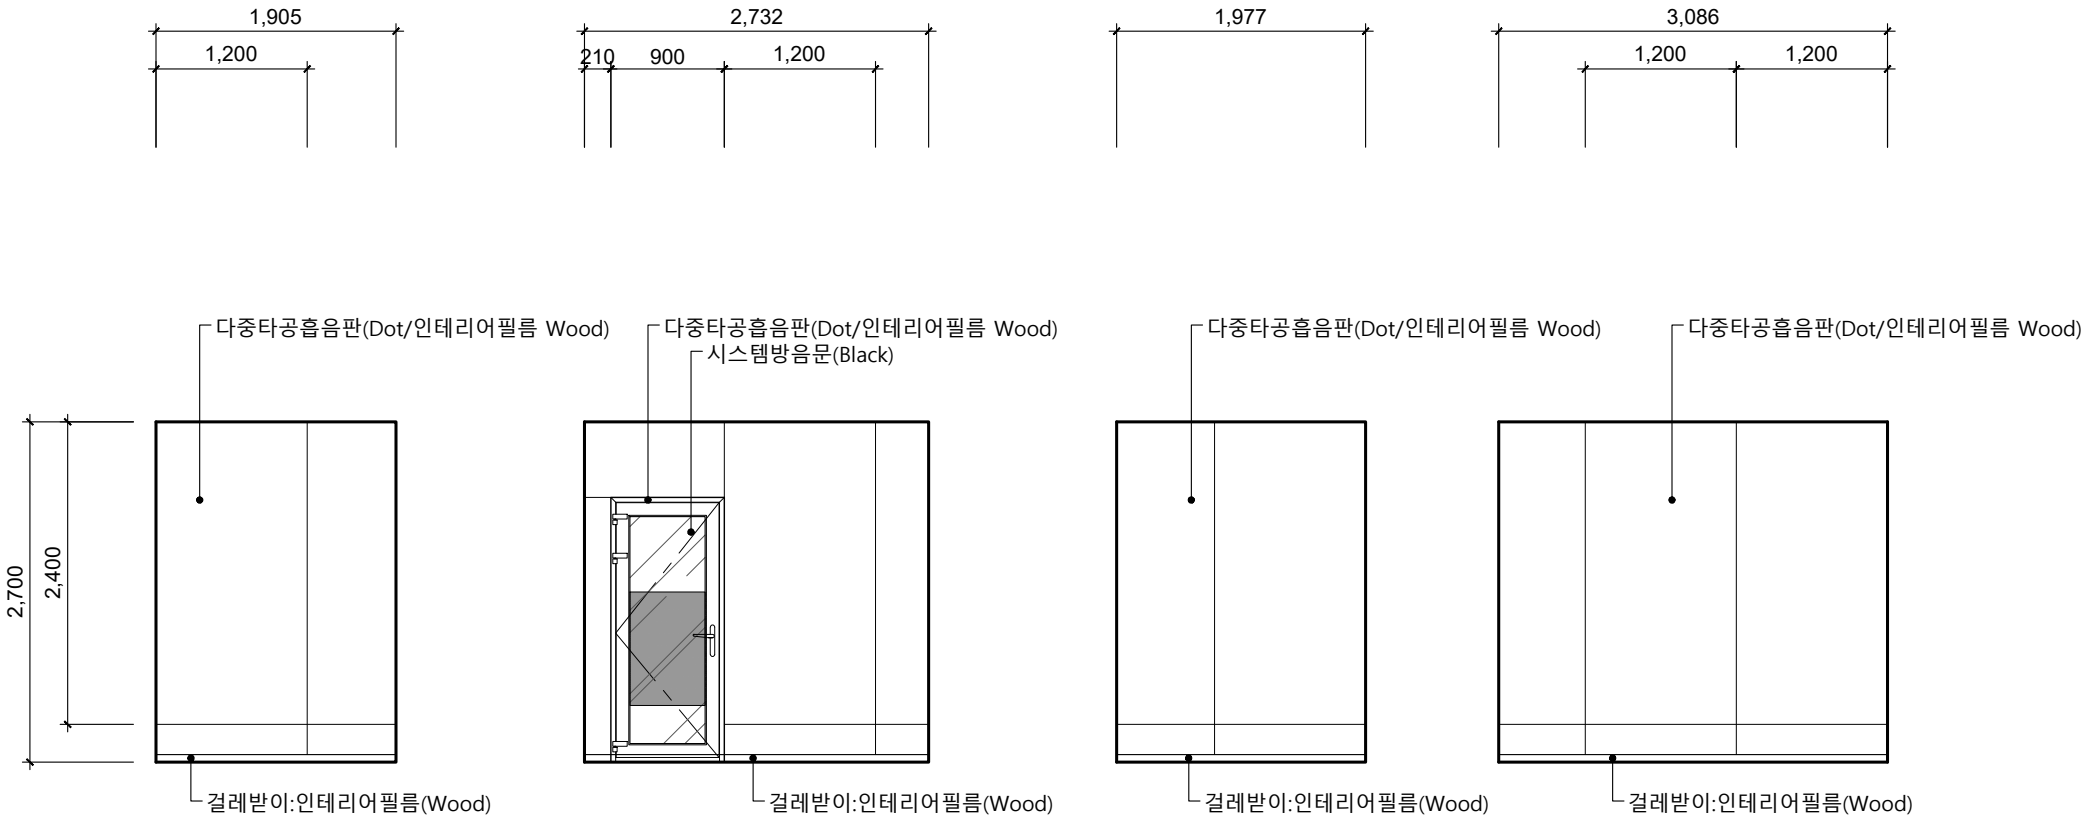 1,905
2,732
1,977
3,086
1,200
210
900
1,200
1,200
1,200
다중타공흡음판(Dot/인테리어필름 Wood)
다중타공흡음판(Dot/인테리어필름 Wood)
시스템방음문(Black)
다중타공흡음판(Dot/인테리어필름 Wood)
다중타공흡음판(Dot/인테리어필름 Wood)
2,700
2,400
걸레받이:인테리어필름(Wood)
걸레받이:인테리어필름(Wood)
걸레받이:인테리어필름(Wood)
걸레받이:인테리어필름(Wood)